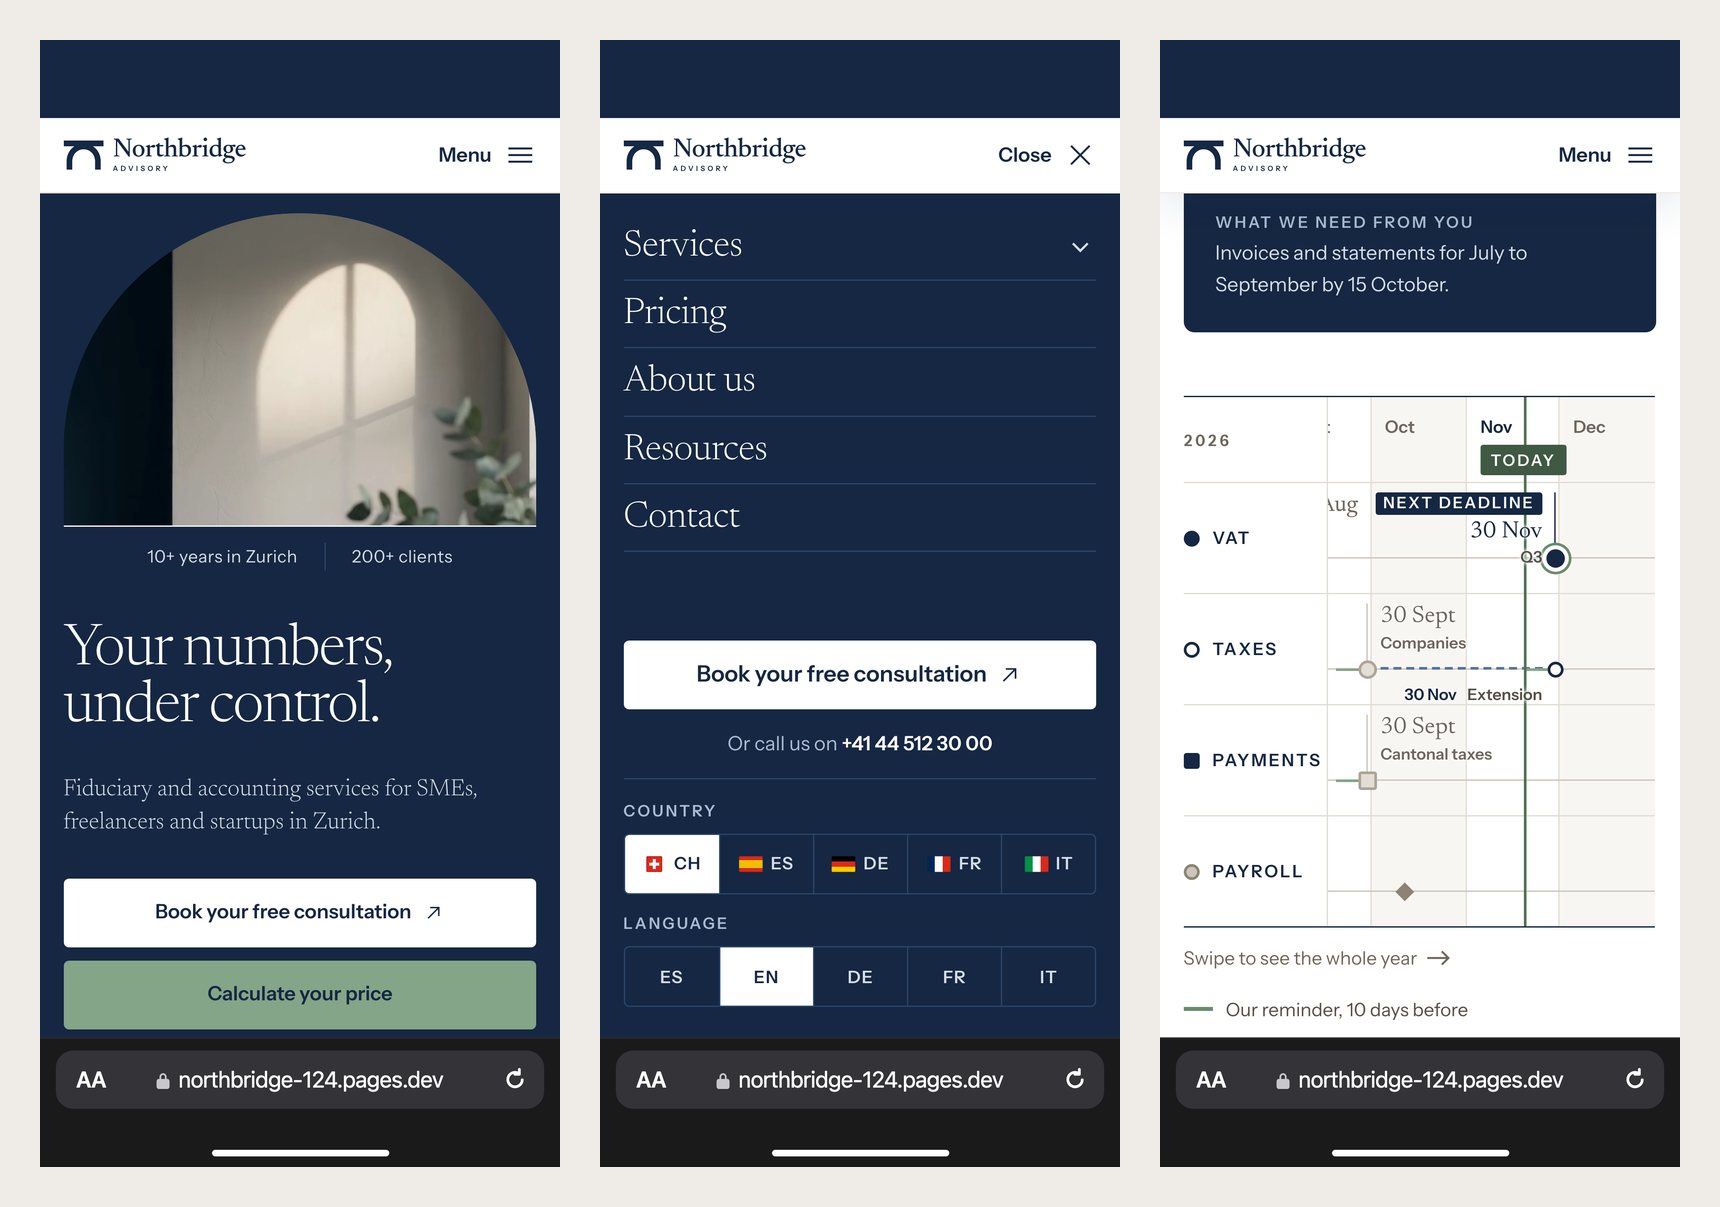 Northbridge
ADVISORY
Menu
10+ years in Zurich
200+ clients
Your numbers,
under control.
Fiduciary and accounting services for SMEs,
freelancers and startups in Zurich.
Book your free consultation
Calculate your price
AA
northbridge-124.pages.dev
Northbridge
ADVISORY
Close
Services
Pricing
About us
Resources
Contact
Book your free consultation
Or call us on +41 44 512 30 00
COUNTRY
CH ES DE FR IT
LANGUAGE
ES EN DE FR IT
AA
northbridge-124.pages.dev
Northbridge
ADVISORY
Menu
WHAT WE NEED FROM YOU
Invoices and statements for July to
September by 15 October.
2026
Oct Nov Dec
TODAY
VAT
Aug
NEXT DEADLINE
30 Nov
Q3
TAXES
30 Sept
Companies
30 Nov Extension
PAYMENTS
30 Sept
Cantonal taxes
PAYROLL
Swipe to see the whole year
Our reminder, 10 days before
AA
northbridge-124.pages.dev